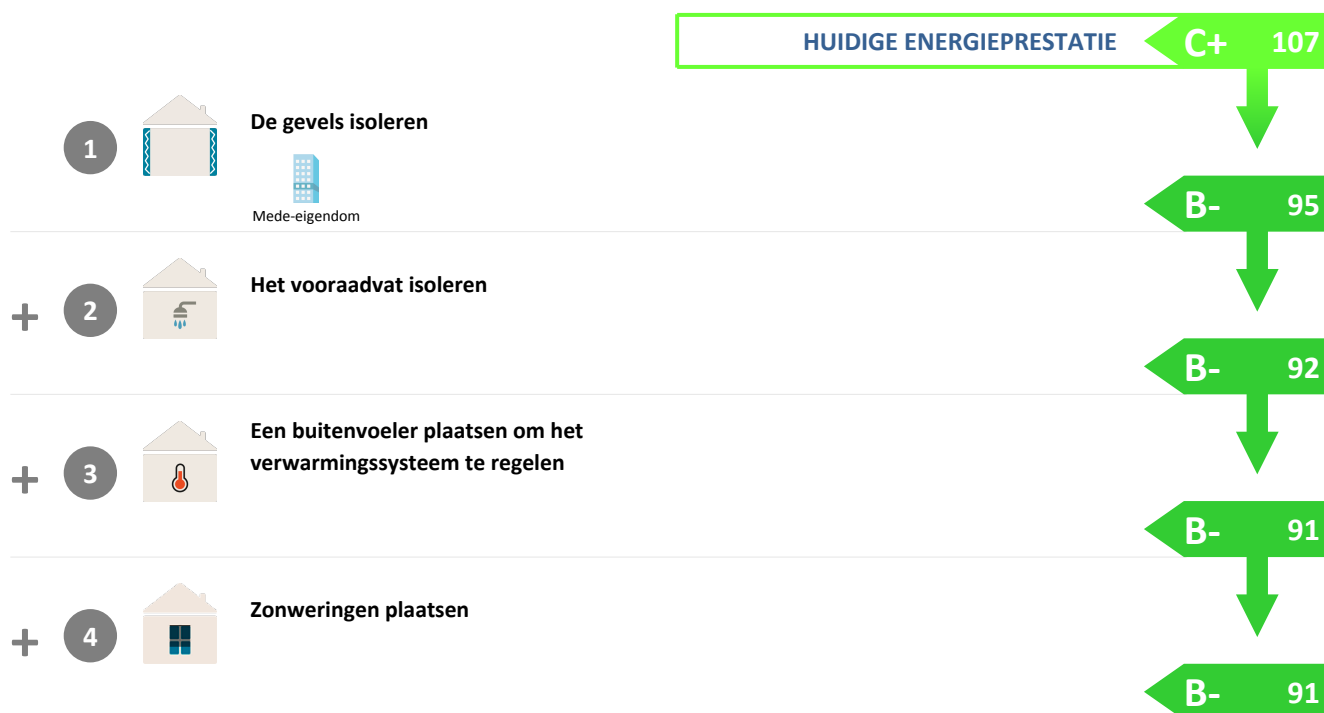 HUIDIGE ENERGIEPRESTATIE C+ 107
1 De gevels isoleren
Mede-eigendom
B- 95
+ 2 Het vooraadvat isoleren
B- 92
Een buitenvoeler plaatsen om het
+ 3 verwarmingssysteem te regelen
B- 91
+ 4 Zonweringen plaatsen
B- 91